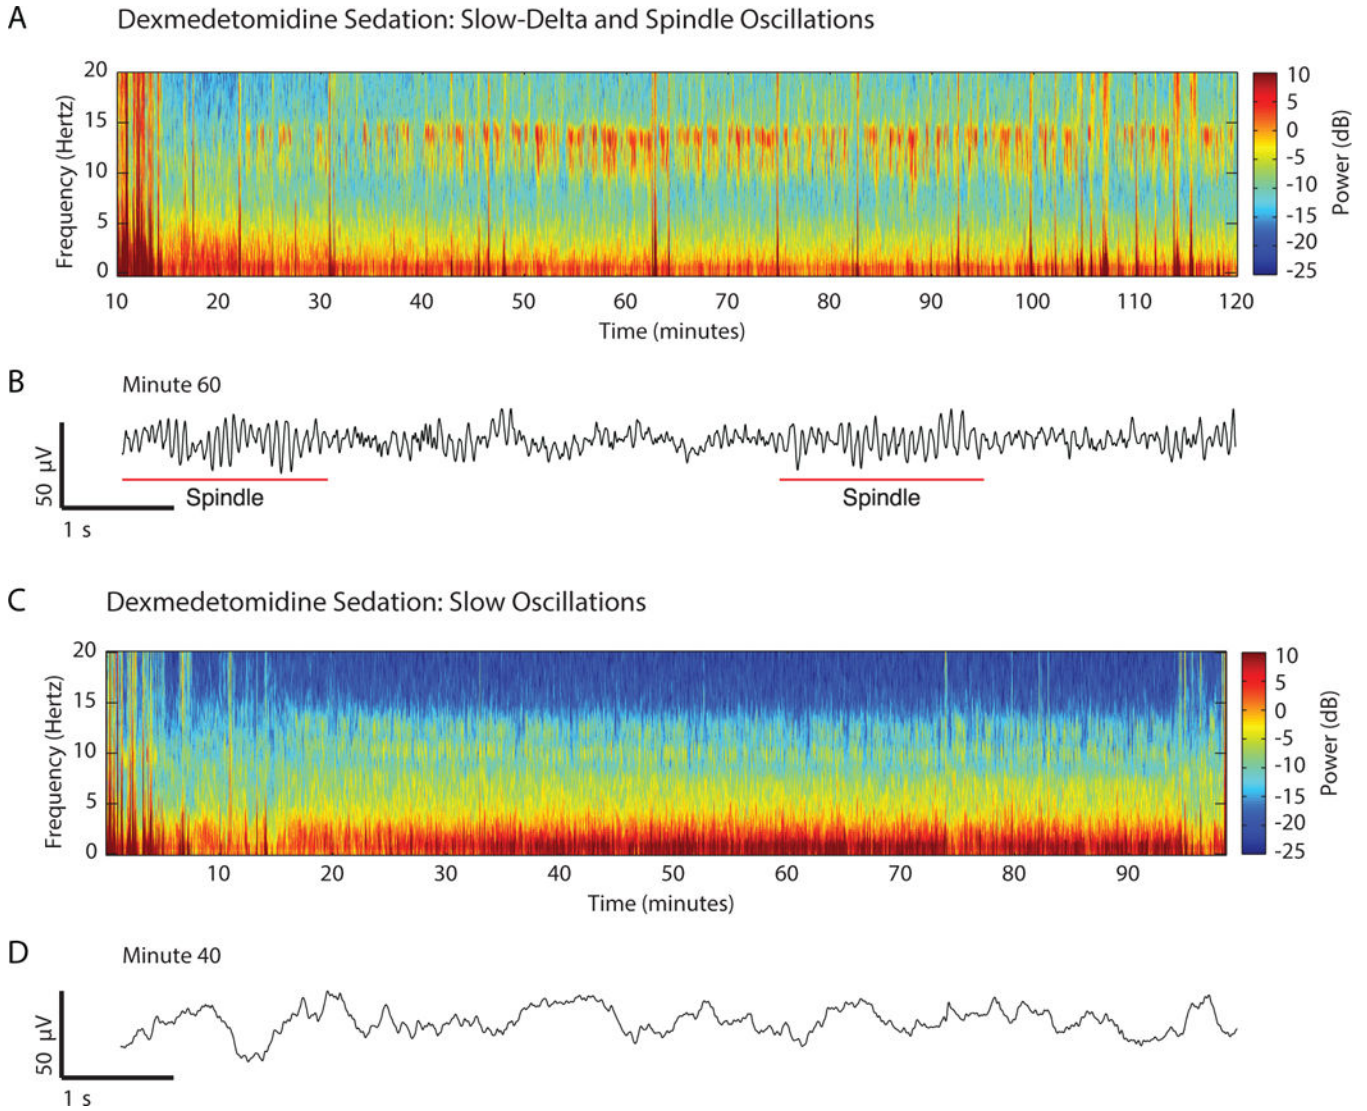 A
Dexmedetomidine Sedation: Slow-Delta and Spindle Oscillations
Frequency (Hertz)
20
15
10
5
0
10 20 30 40 50 60 70 80 90 100 110 120
Time (minutes)
10
5
0
-5
-10
-15
-20
-25
Power (dB)
B
Minute 60
50 µV
1 s
Spindle
Spindle
C
Dexmedetomidine Sedation: Slow Oscillations
Frequency (Hertz)
20
15
10
5
0
10 20 30 40 50 60 70 80 90
Time (minutes)
10
5
0
-5
-10
-15
-20
-25
Power (dB)
D
Minute 40
50 µV
1 s